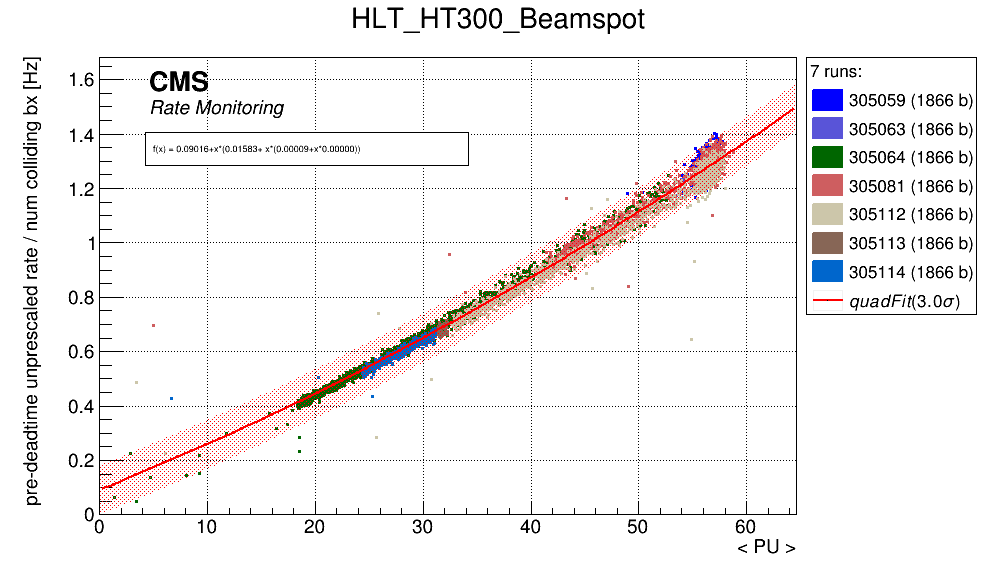 HLT_HT300_Beamspot
pre-deadtime unprescaled rate / num colliding bx [Hz]
CMS
Rate Monitoring
f(x) = 0.09016+x*(0.01583+ x*(0.00009+x*0.00000))
1.6
1.4
1.2
1
0.8
0.6
0.4
0.2
0
0 10 20 30 40 50 60
< PU >
7 runs:
305059 (1866 b)
305063 (1866 b)
305064 (1866 b)
305081 (1866 b)
305112 (1866 b)
305113 (1866 b)
305114 (1866 b)
quadFit(3.0σ)